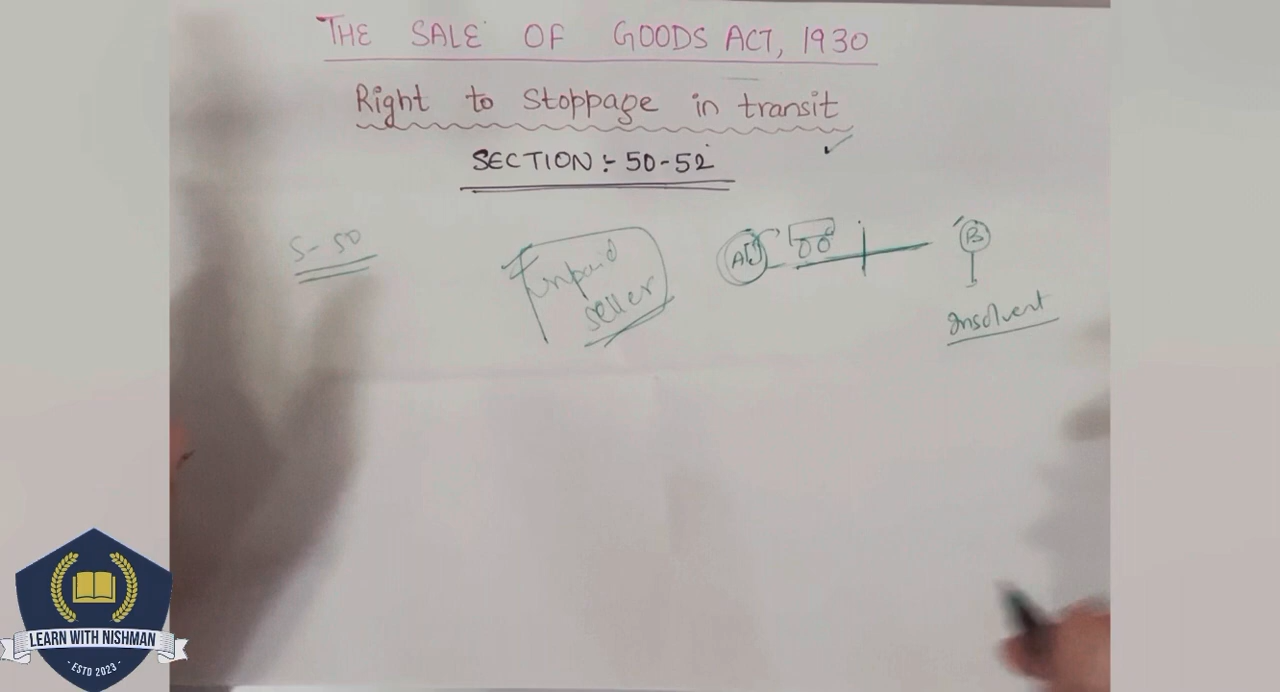 THE SALE OF GOODS ACT, 1930
Right to Stoppage in transit
SECTION :- 50-52
S- 50
Unpaid
seller
A
B
Insolvent
LEARN WITH NISHMAN
- ESTD 2023 -